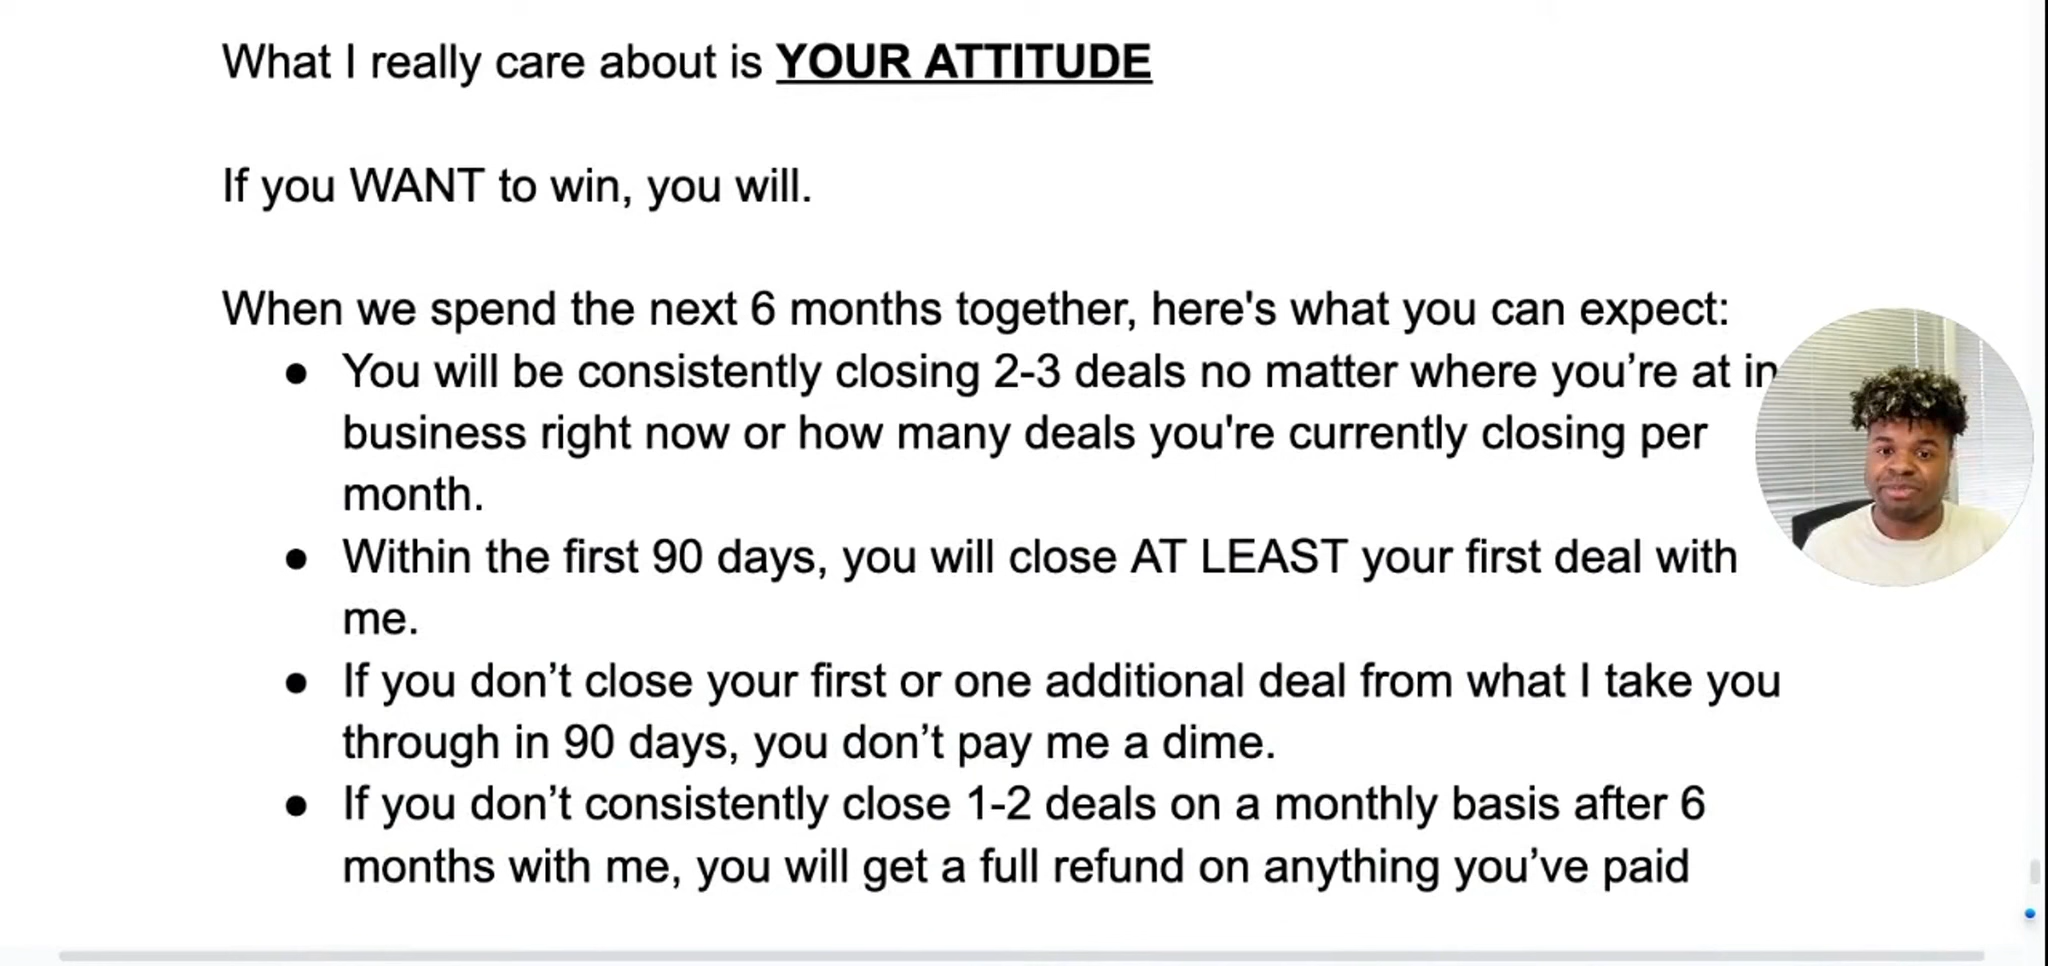 What I really care about is YOUR ATTITUDE
If you WANT to win, you will.
When we spend the next 6 months together, here's what you can expect:
● You will be consistently closing 2-3 deals no matter where you’re at in
business right now or how many deals you're currently closing per
month.
● Within the first 90 days, you will close AT LEAST your first deal with
me.
● If you don’t close your first or one additional deal from what I take you
through in 90 days, you don’t pay me a dime.
● If you don’t consistently close 1-2 deals on a monthly basis after 6
months with me, you will get a full refund on anything you’ve paid